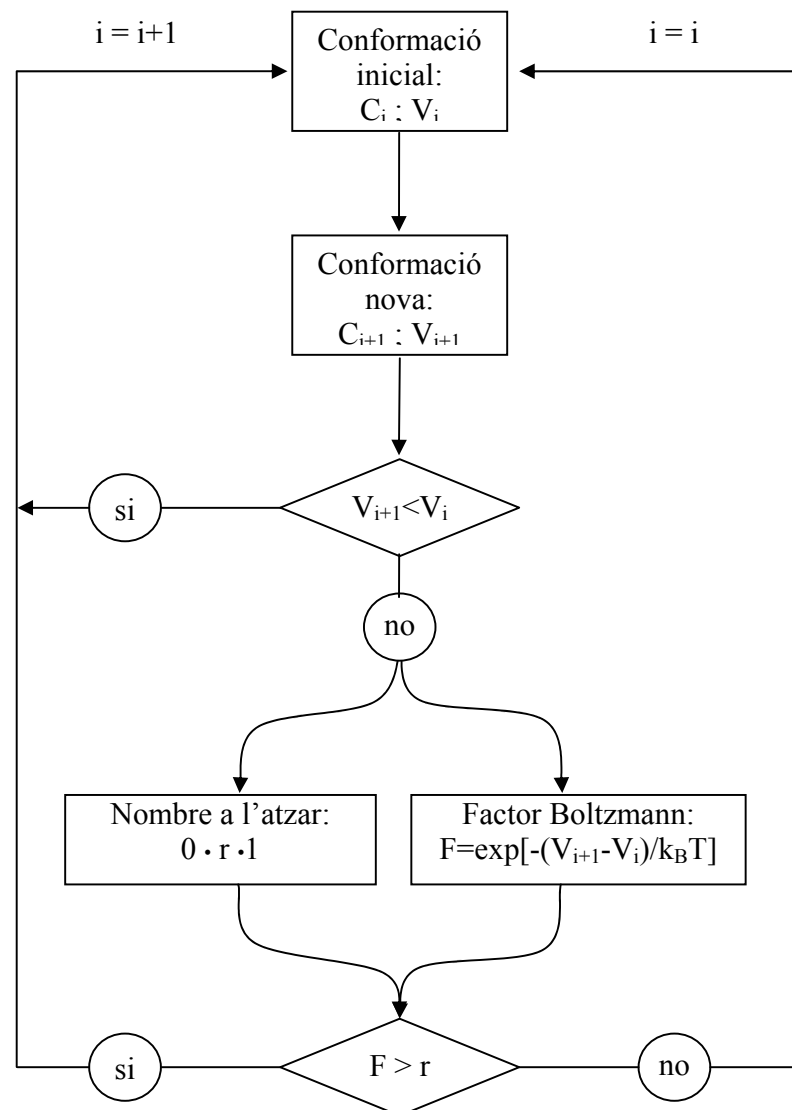 i = i+1
i = i
Conformació
inicial:
Cᵢ ; Vᵢ
Conformació
nova:
Cᵢ₊₁ ; Vᵢ₊₁
si
Vᵢ₊₁<Vᵢ
no
Nombre a l’atzar:
0 · r ·1
Factor Boltzmann:
F=exp[-(Vᵢ₊₁-Vᵢ)/k_BT]
si
F > r
no